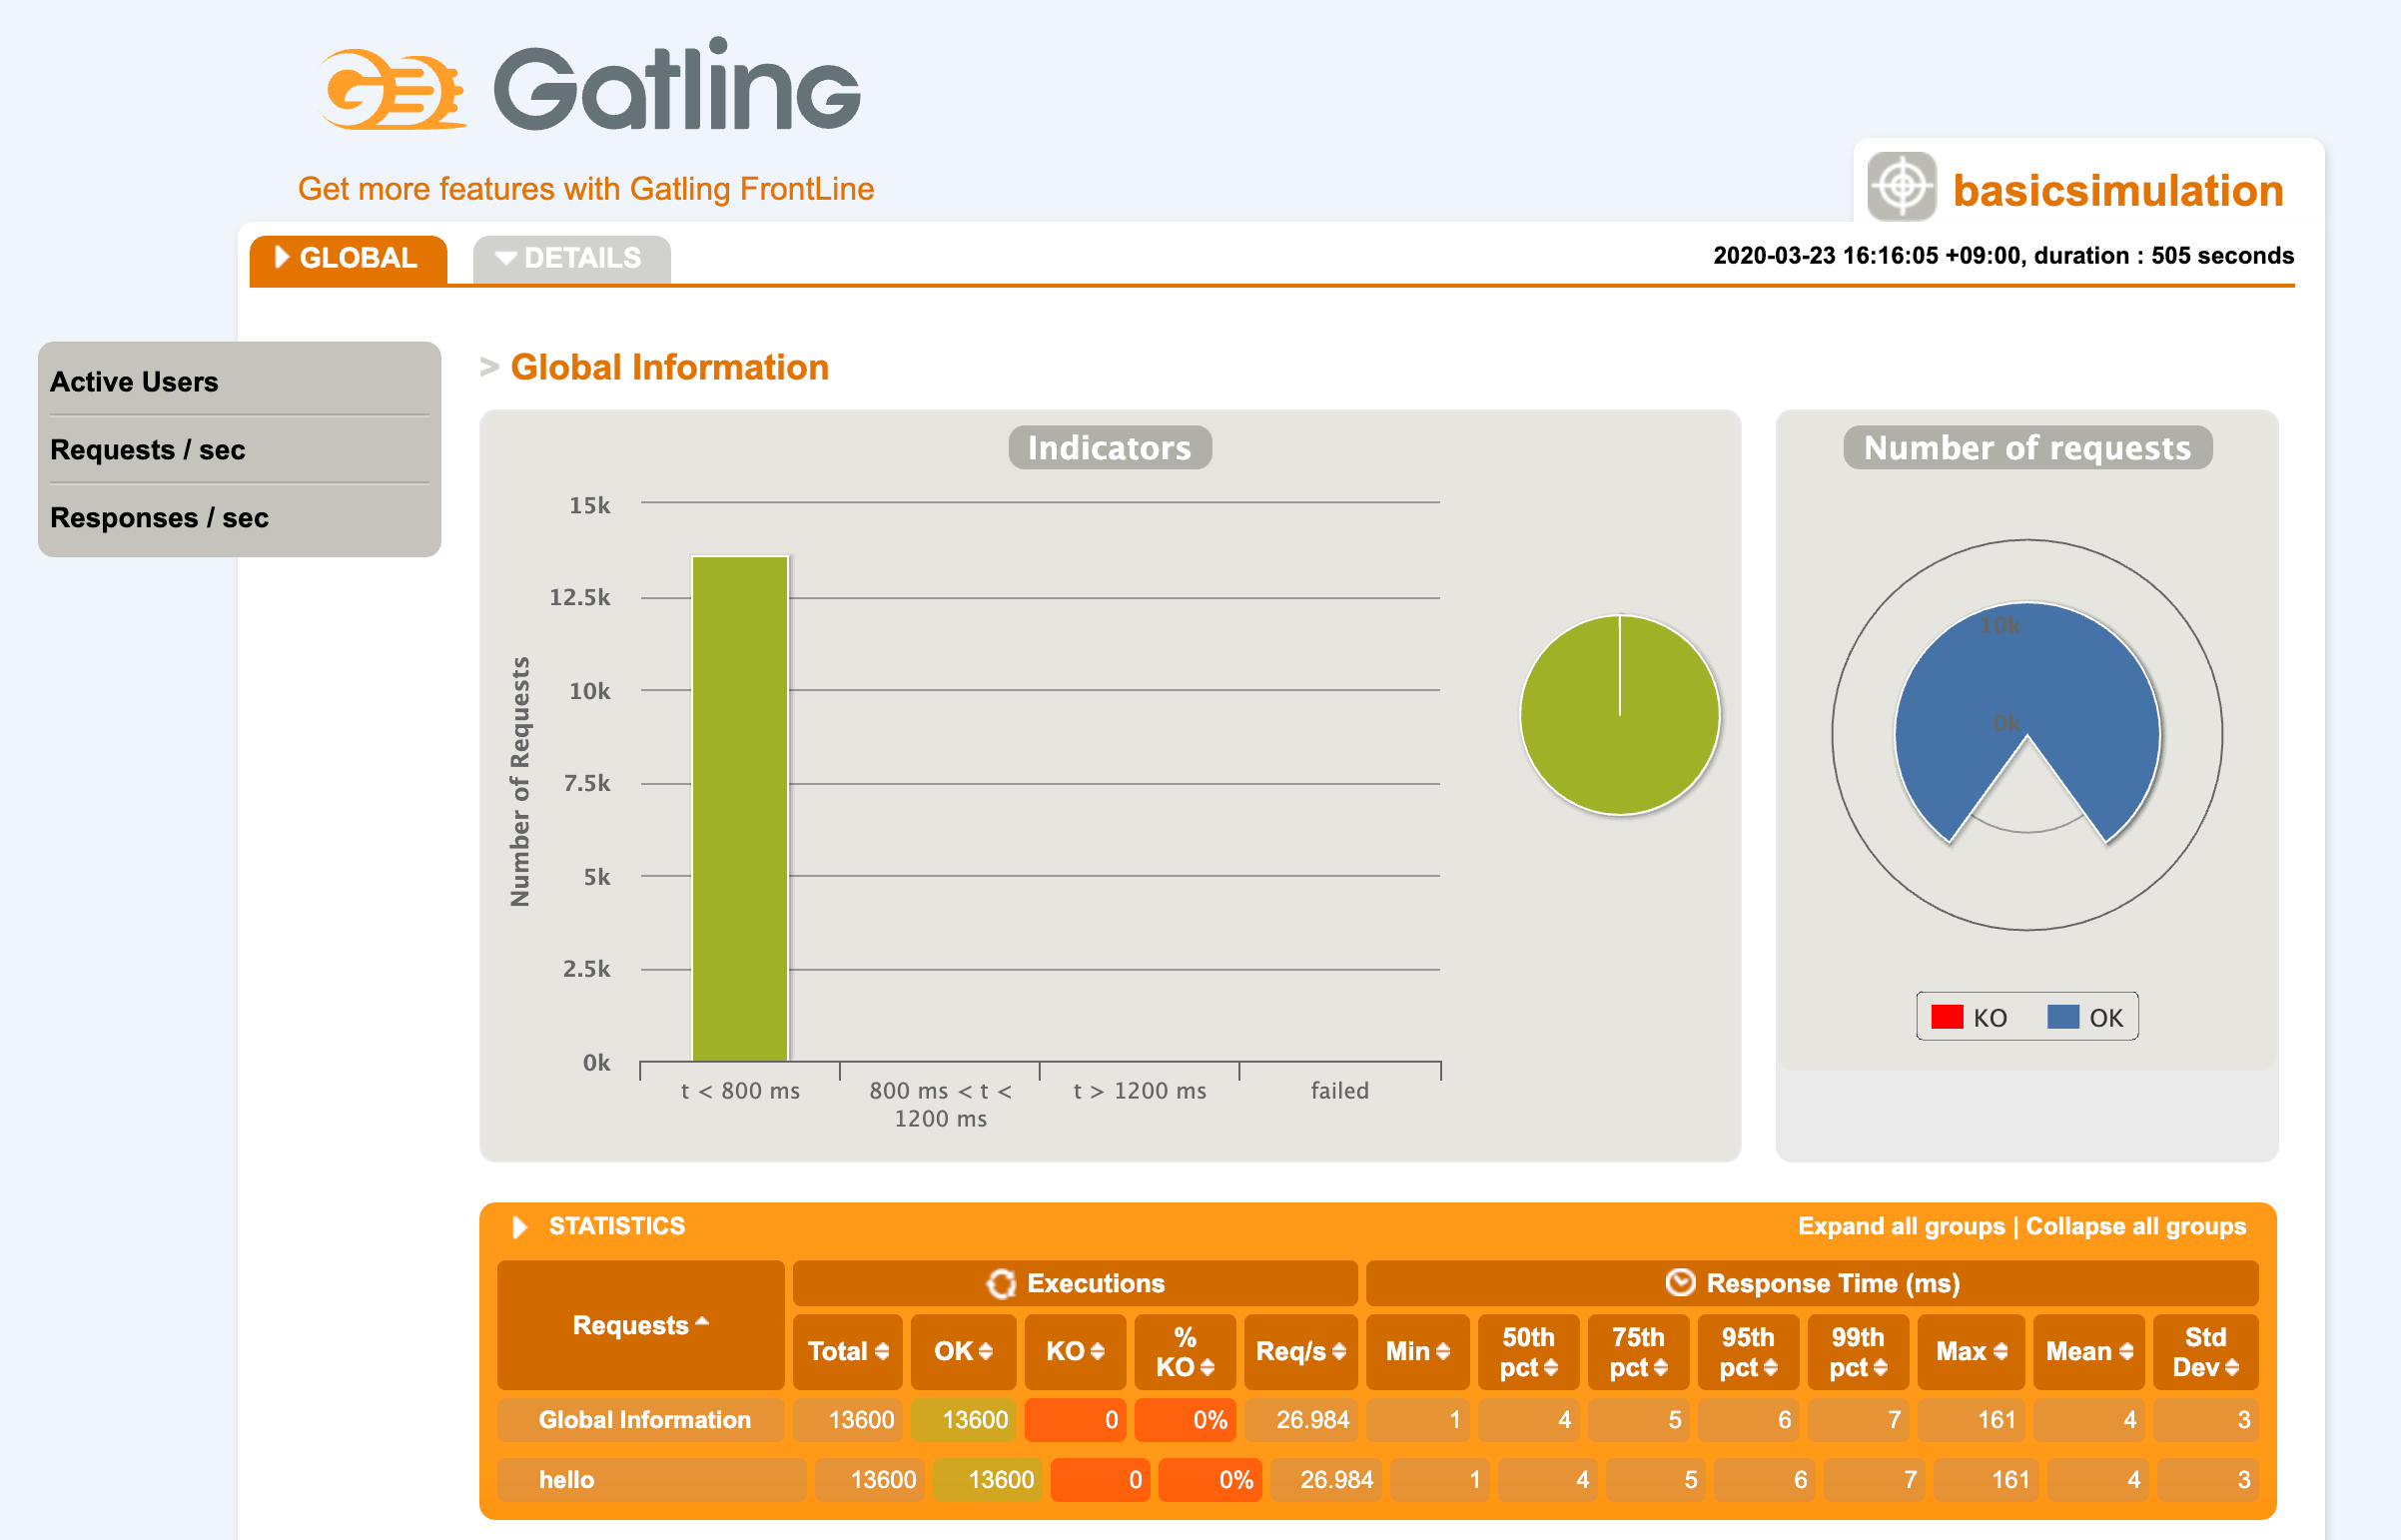 Gatling
Get more features with Gatling FrontLine
basicsimulation
GLOBAL
DETAILS
2020-03-23 16:16:05 +09:00, duration : 505 seconds
Active Users
Requests / sec
Responses / sec
> Global Information
Indicators
Number of Requests
15k
12.5k
10k
7.5k
5k
2.5k
0k
t < 800 ms
800 ms < t <
1200 ms
t > 1200 ms
failed
Number of requests
10k
0k
KO
OK
STATISTICS
Expand all groups | Collapse all groups
Requests
Executions
Response Time (ms)
Total
OK
KO
%
KO
Req/s
Min
50th
pct
75th
pct
95th
pct
99th
pct
Max
Mean
Std
Dev
Global Information 13600 13600 0 0% 26.984 1 4 5 6 7 161 4 3
hello 13600 13600 0 0% 26.984 1 4 5 6 7 161 4 3